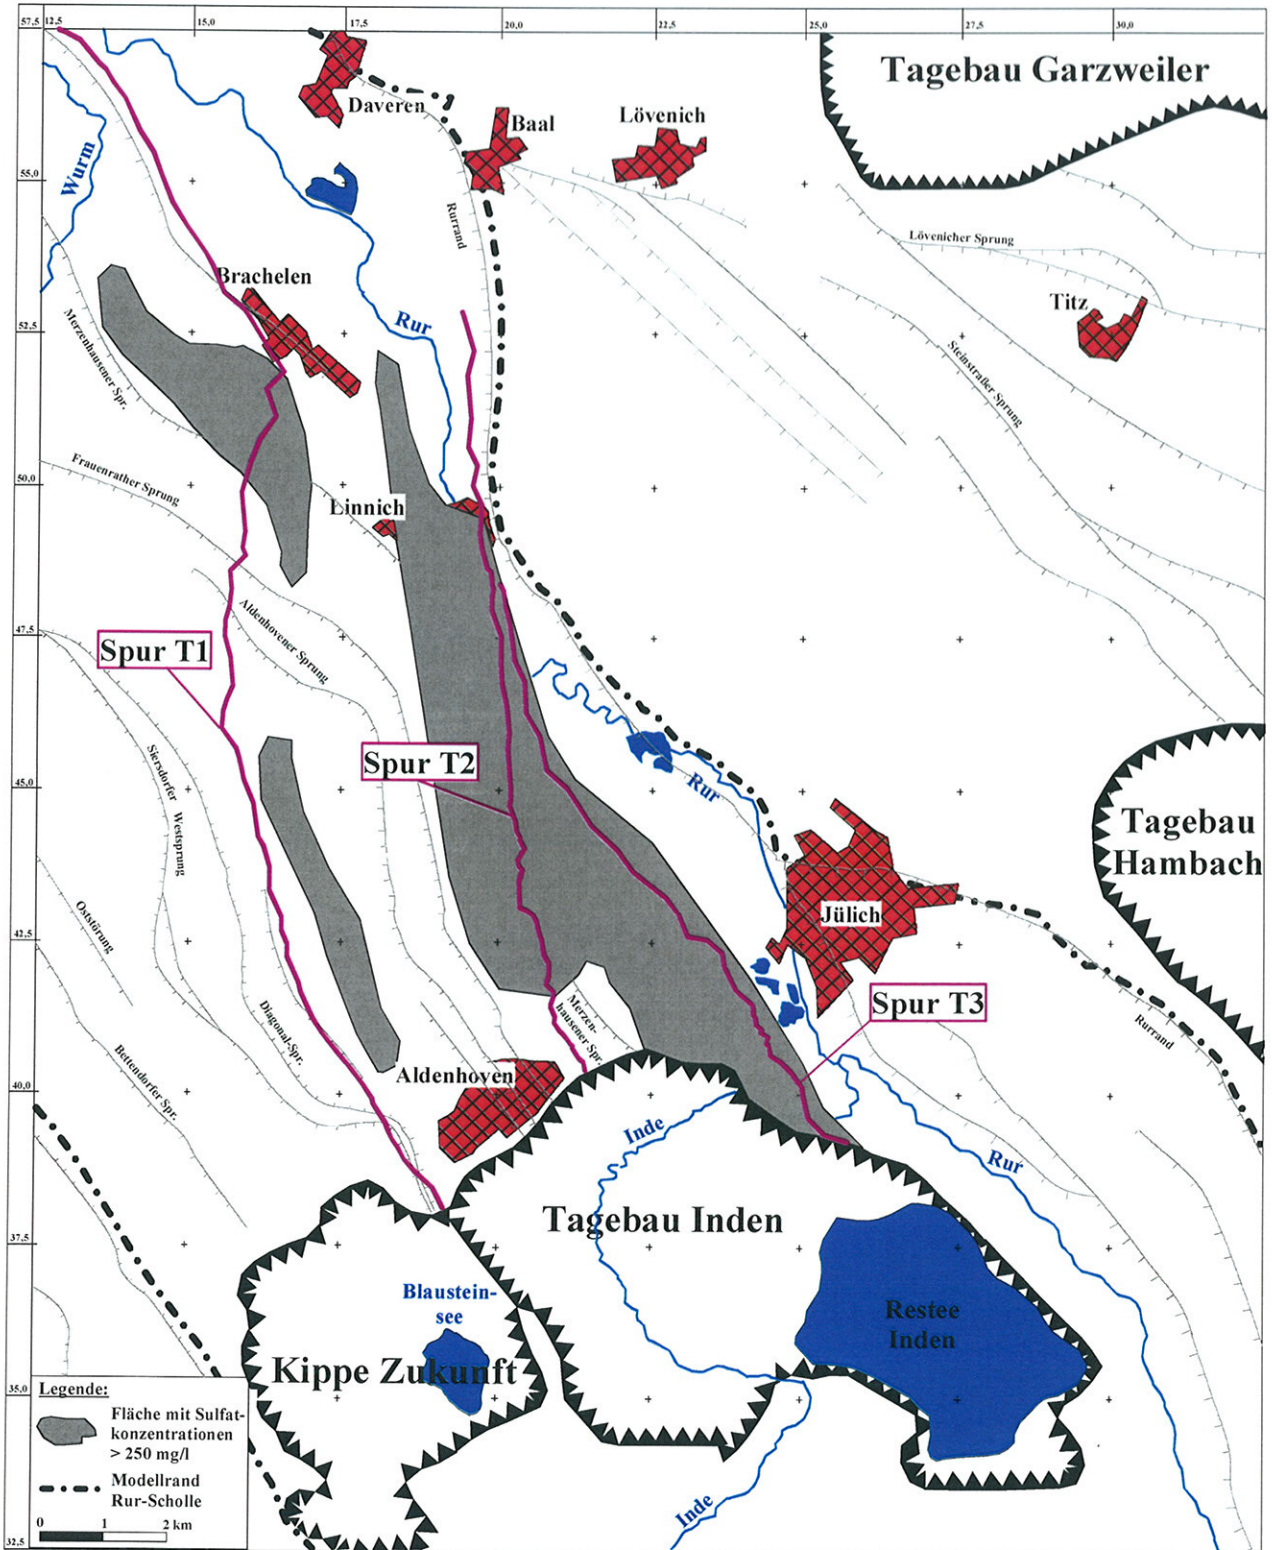 57,5 12,5
15,0
17,5
20,0
22,5
25,0
27,5
30,0
Tagebau Garzweiler
Daveren
Baal
Lövenich
Wurm
55,0
Rurrand
Lövenicher Sprung
Brachelen
Titz
Rur
52,5
Merzenhausener Spr.
Steinstraßer Sprung
Frauenrather Sprung
50,0
Linnich
Aldenhovener Sprung
47,5
Spur T1
Spur T2
Siersdorfer Westsprung
45,0
Rur
Tagebau
Hambach
Jülich
Oststörung
42,5
Spur T3
Merzen-
hausener Spr.
Diagonal-Spr.
Rurrand
Bettendorfer Spr.
Aldenhoven
40,0
Inde
Rur
Tagebau Inden
37,5
Blaustein-
see
Restee
Inden
Kippe Zukunft
35,0
Legende:
Fläche mit Sulfat-
konzentrationen
> 250 mg/l
Modellrand
Rur-Scholle
0 1 2 km
Inde
32,5